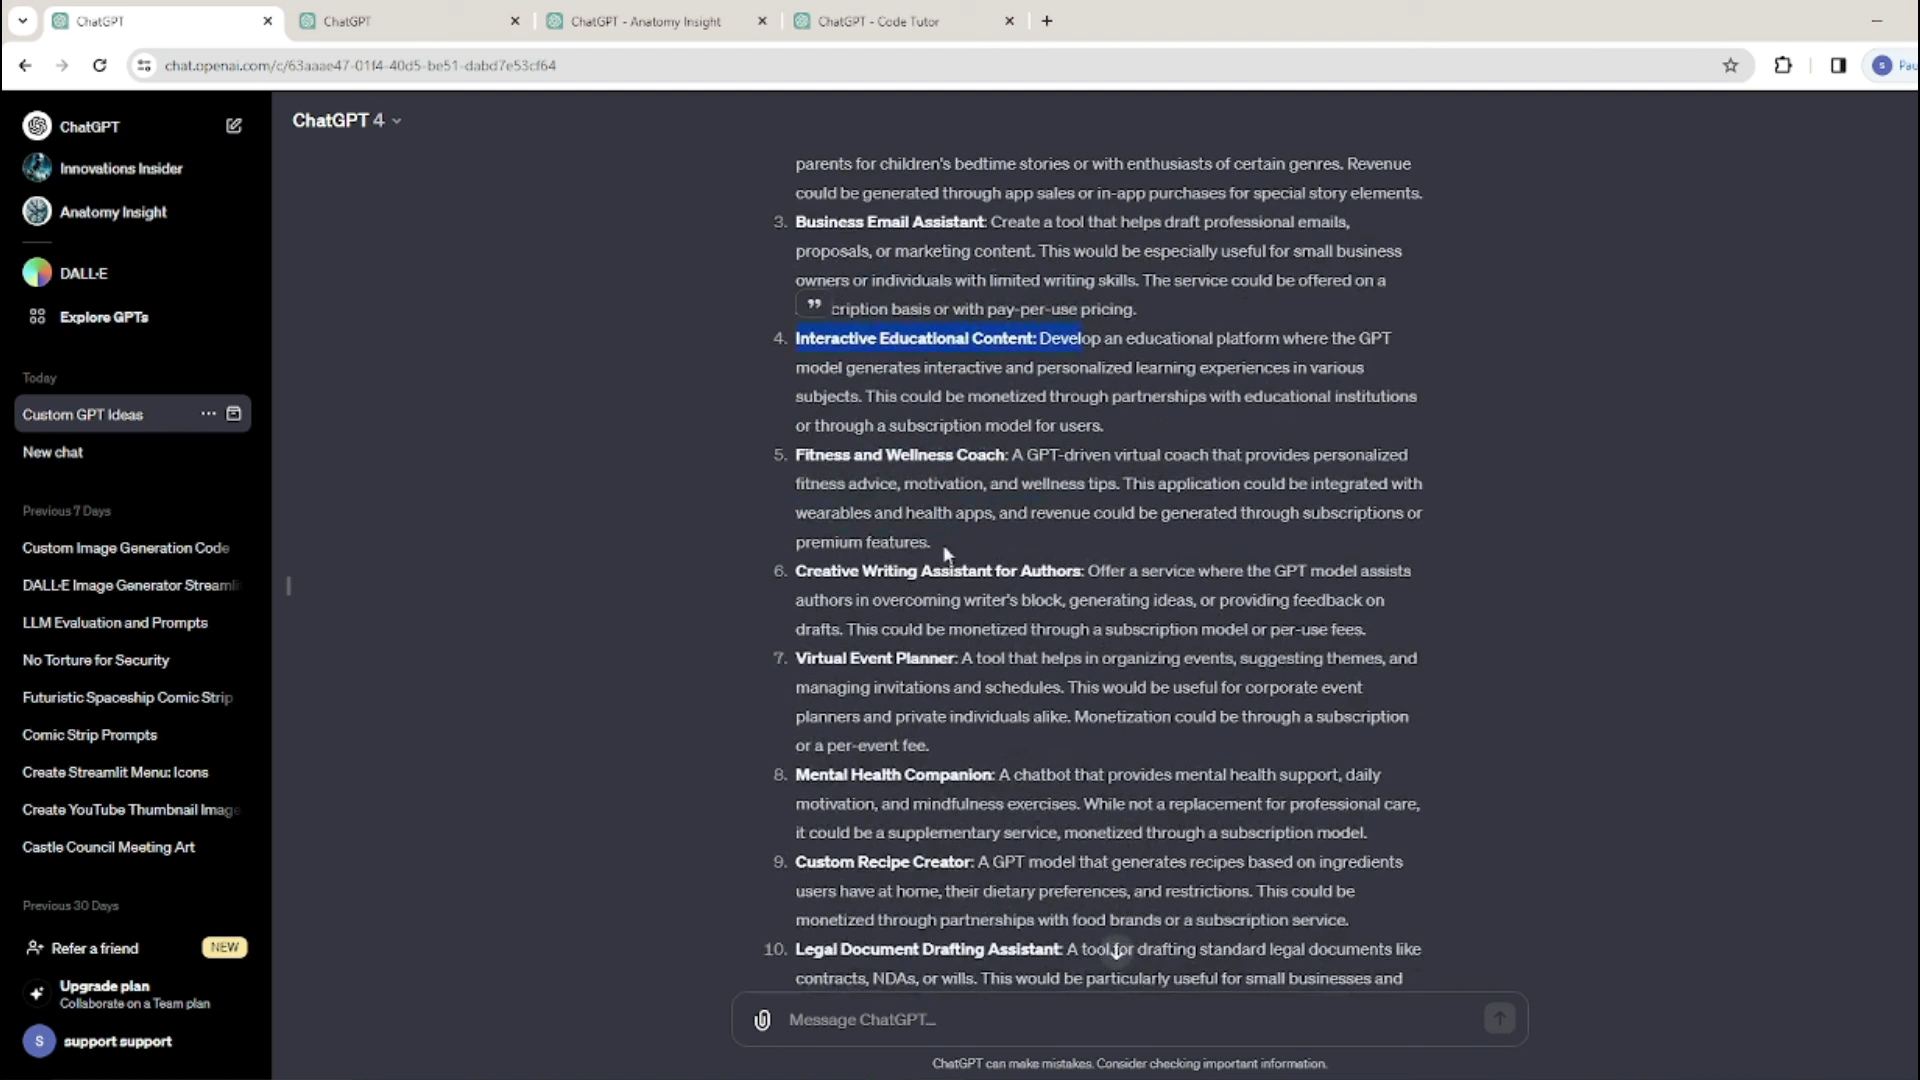 ChatGPT
ChatGPT
ChatGPT - Anatomy Insight
ChatGPT - Code Tutor
chat.openai.com/c/63aaae47-01f4-40d5-be51-dabd7e53cf64
S
Pau
ChatGPT
Innovations Insider
Anatomy Insight
DALL·E
Explore GPTs
Today
Custom GPT Ideas
New chat
Previous 7 Days
Custom Image Generation Code
DALL·E Image Generator Streamli
LLM Evaluation and Prompts
No Torture for Security
Futuristic Spaceship Comic Strip
Comic Strip Prompts
Create Streamlit Menu: Icons
Create YouTube Thumbnail Image
Castle Council Meeting Art
Previous 30 Days
Refer a friend NEW
Upgrade plan
Collaborate on a Team plan
S support support
ChatGPT 4
parents for children's bedtime stories or with enthusiasts of certain genres. Revenue
could be generated through app sales or in-app purchases for special story elements.
3. Business Email Assistant: Create a tool that helps draft professional emails,
proposals, or marketing content. This would be especially useful for small business
owners or individuals with limited writing skills. The service could be offered on a
cription basis or with pay-per-use pricing.
4. Interactive Educational Content: Develop an educational platform where the GPT
model generates interactive and personalized learning experiences in various
subjects. This could be monetized through partnerships with educational institutions
or through a subscription model for users.
5. Fitness and Wellness Coach: A GPT-driven virtual coach that provides personalized
fitness advice, motivation, and wellness tips. This application could be integrated with
wearables and health apps, and revenue could be generated through subscriptions or
premium features.
6. Creative Writing Assistant for Authors: Offer a service where the GPT model assists
authors in overcoming writer's block, generating ideas, or providing feedback on
drafts. This could be monetized through a subscription model or per-use fees.
7. Virtual Event Planner: A tool that helps in organizing events, suggesting themes, and
managing invitations and schedules. This would be useful for corporate event
planners and private individuals alike. Monetization could be through a subscription
or a per-event fee.
8. Mental Health Companion: A chatbot that provides mental health support, daily
motivation, and mindfulness exercises. While not a replacement for professional care,
it could be a supplementary service, monetized through a subscription model.
9. Custom Recipe Creator: A GPT model that generates recipes based on ingredients
users have at home, their dietary preferences, and restrictions. This could be
monetized through partnerships with food brands or a subscription service.
10. Legal Document Drafting Assistant: A tool for drafting standard legal documents like
contracts, NDAs, or wills. This would be particularly useful for small businesses and
Message ChatGPT...
ChatGPT can make mistakes. Consider checking important information.